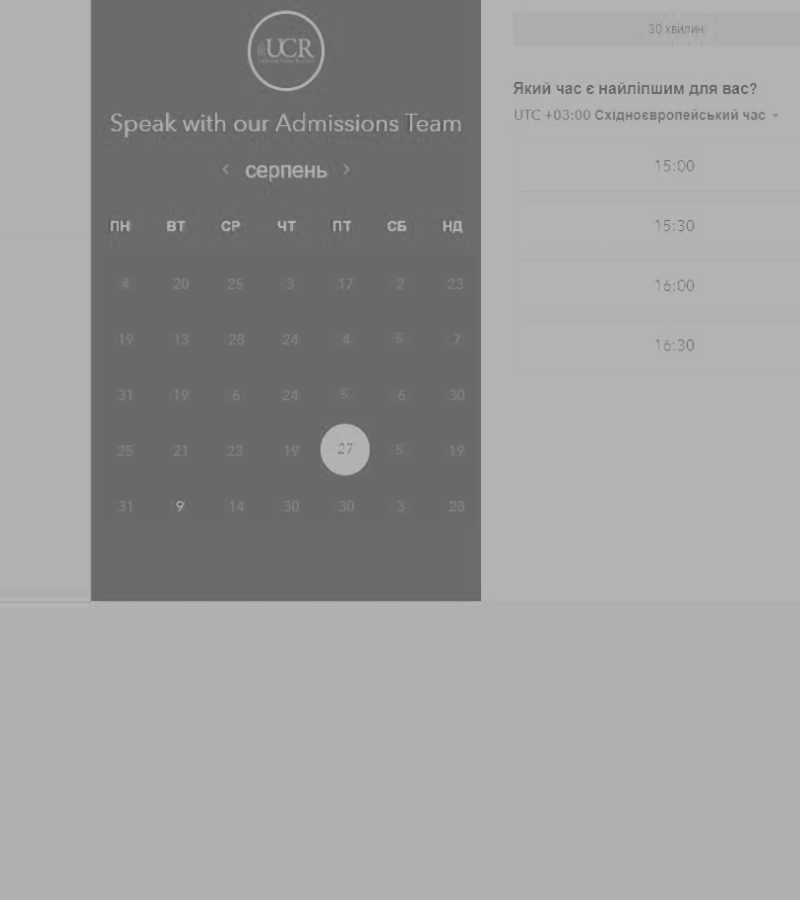 UCR
Speak with our Admissions Team
‹ серпень ›
ПН ВТ СР ЧТ ПТ СБ НД
4 20 25 3 17 2 23
19 13 28 24 4 5 7
31 19 6 24 5 6 30
25 21 23 19 27 5 19
31 9 14 30 30 3 28
30 хвилин
Який час є найліпшим для вас?
UTC +03:00 Східноєвропейський час
15:00
15:30
16:00
16:30